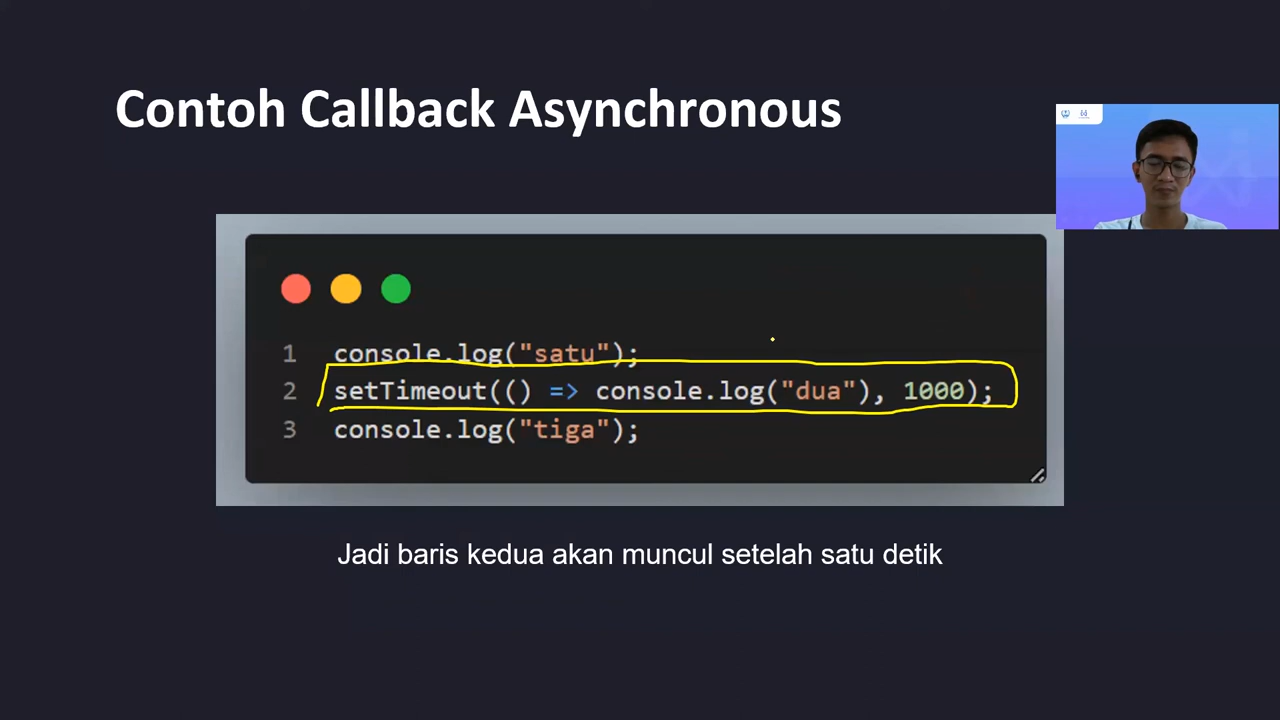 Contoh Callback Asynchronous
1 console.log("satu");
2 setTimeout(() => console.log("dua"), 1000);
3 console.log("tiga");
Jadi baris kedua akan muncul setelah satu detik